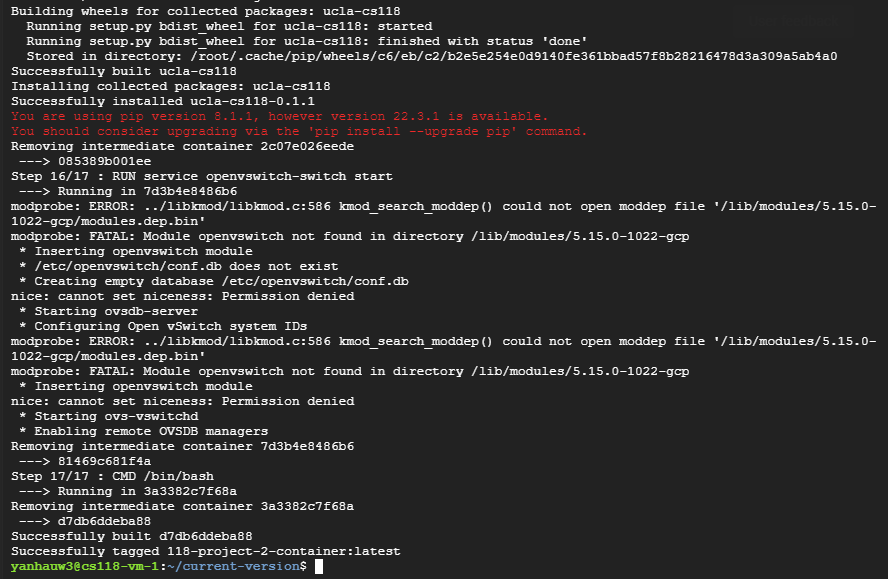 Building wheels for collected packages: ucla-cs118
Running setup.py bdist_wheel for ucla-cs118: started
Running setup.py bdist_wheel for ucla-cs118: finished with status 'done'
Stored in directory: /root/.cache/pip/wheels/c6/eb/c2/b2e5e254e0d9140fe361bbad57f8b28216478d3a309a5ab4a0
Successfully built ucla-cs118
Installing collected packages: ucla-cs118
Successfully installed ucla-cs118-0.1.1
You are using pip version 8.1.1, however version 22.3.1 is available.
You should consider upgrading via the 'pip install --upgrade pip' command.
Removing intermediate container 2c07e026eede
---> 085389b001ee
Step 16/17 : RUN service openvswitch-switch start
---> Running in 7d3b4e8486b6
modprobe: ERROR: ../libkmod/libkmod.c:586 kmod_search_moddep() could not open moddep file '/lib/modules/5.15.0-
1022-gcp/modules.dep.bin'
modprobe: FATAL: Module openvswitch not found in directory /lib/modules/5.15.0-1022-gcp
* Inserting openvswitch module
* /etc/openvswitch/conf.db does not exist
* Creating empty database /etc/openvswitch/conf.db
nice: cannot set niceness: Permission denied
* Starting ovsdb-server
* Configuring Open vSwitch system IDs
modprobe: ERROR: ../libkmod/libkmod.c:586 kmod_search_moddep() could not open moddep file '/lib/modules/5.15.0-
1022-gcp/modules.dep.bin'
modprobe: FATAL: Module openvswitch not found in directory /lib/modules/5.15.0-1022-gcp
* Inserting openvswitch module
nice: cannot set niceness: Permission denied
* Starting ovs-vswitchd
* Enabling remote OVSDB managers
Removing intermediate container 7d3b4e8486b6
---> 81469c681f4a
Step 17/17 : CMD /bin/bash
---> Running in 3a3382c7f68a
Removing intermediate container 3a3382c7f68a
---> d7db6ddeba88
Successfully built d7db6ddeba88
Successfully tagged 118-project-2-container:latest
yanhauw3@cs118-vm-1:~/current-version$